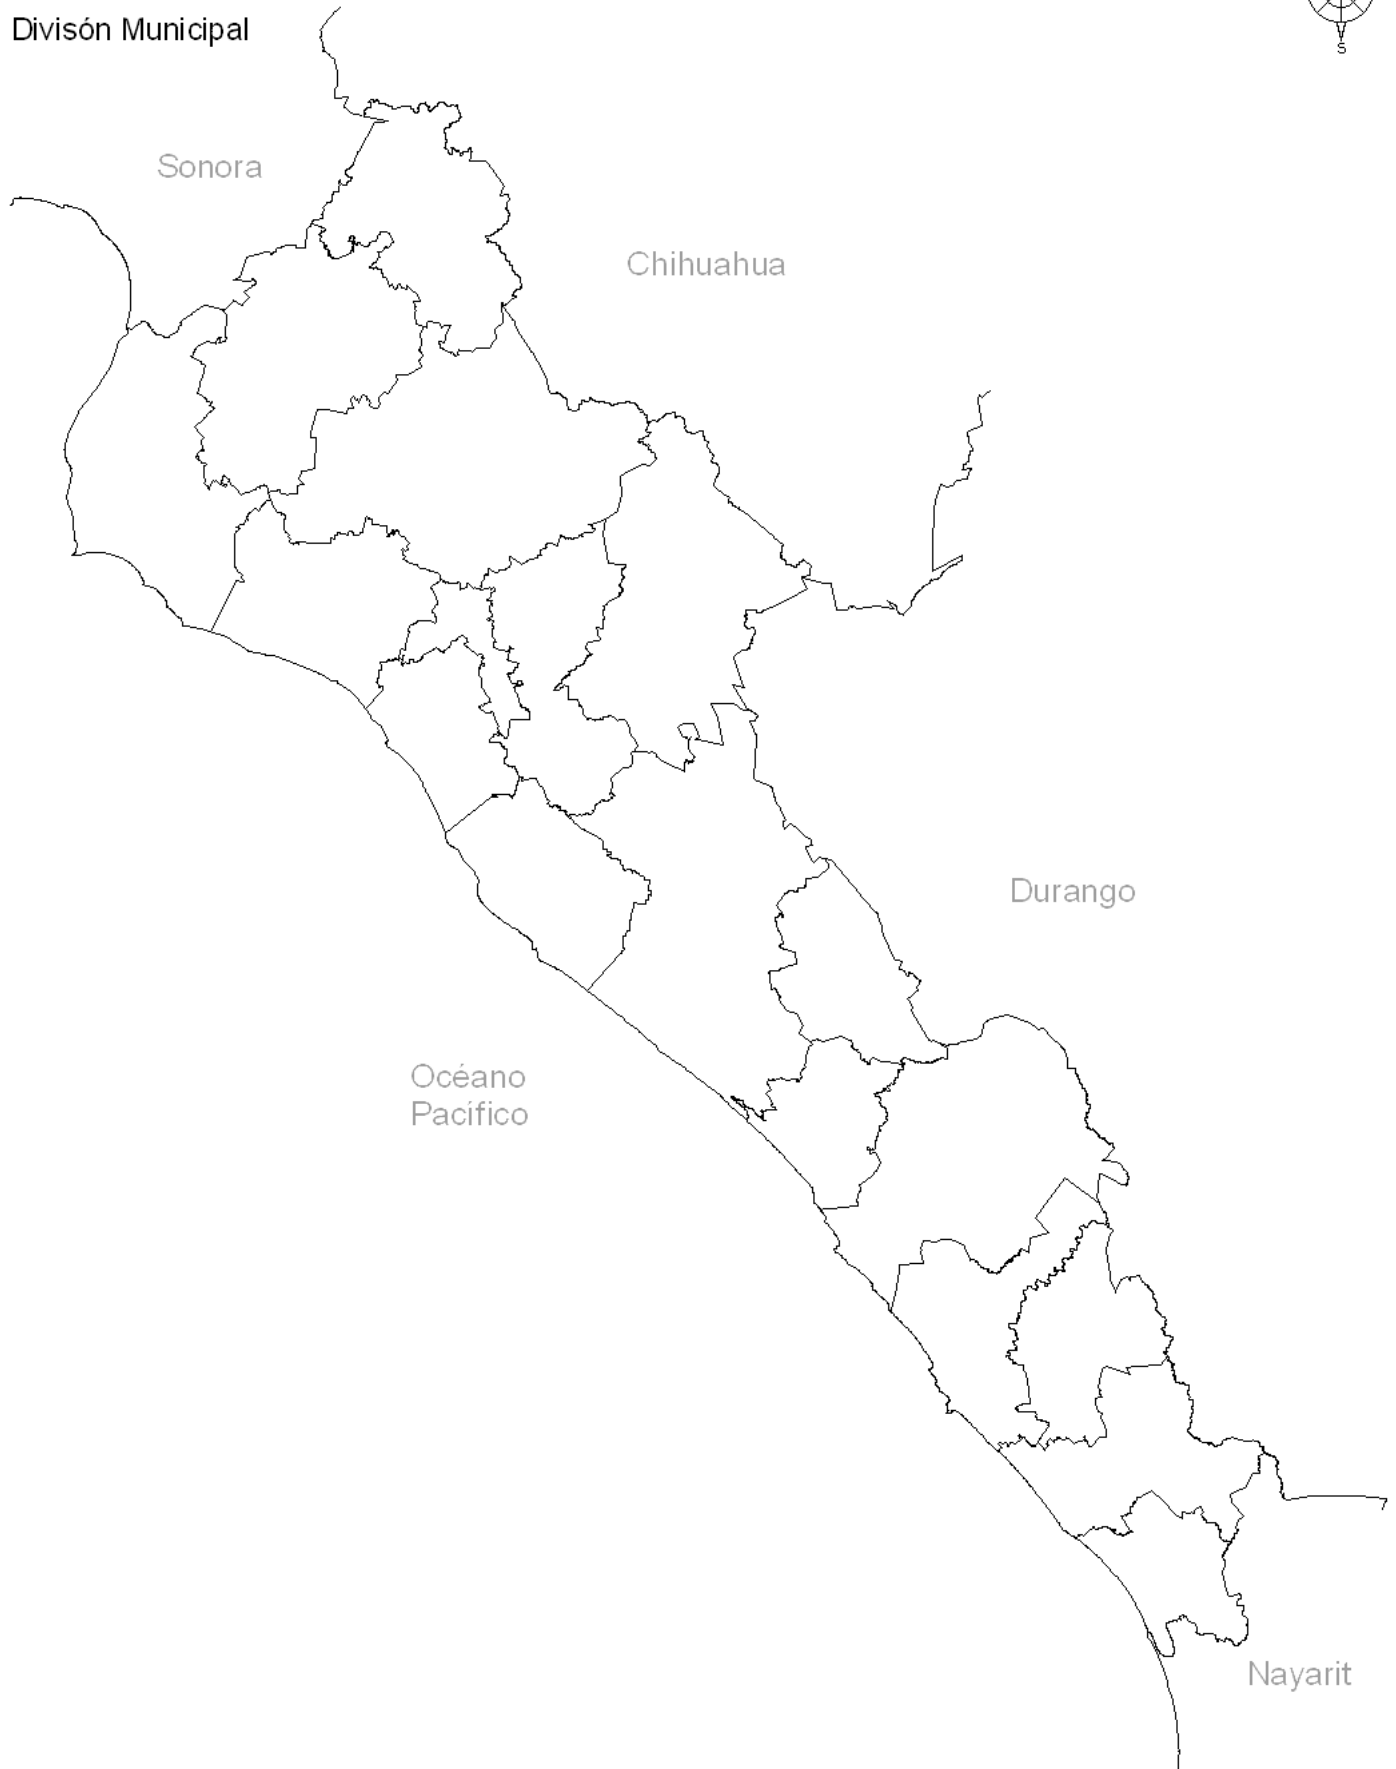 Divisón Municipal
S
Sonora
Chihuahua
Durango
Océano
Pacífico
Nayarit